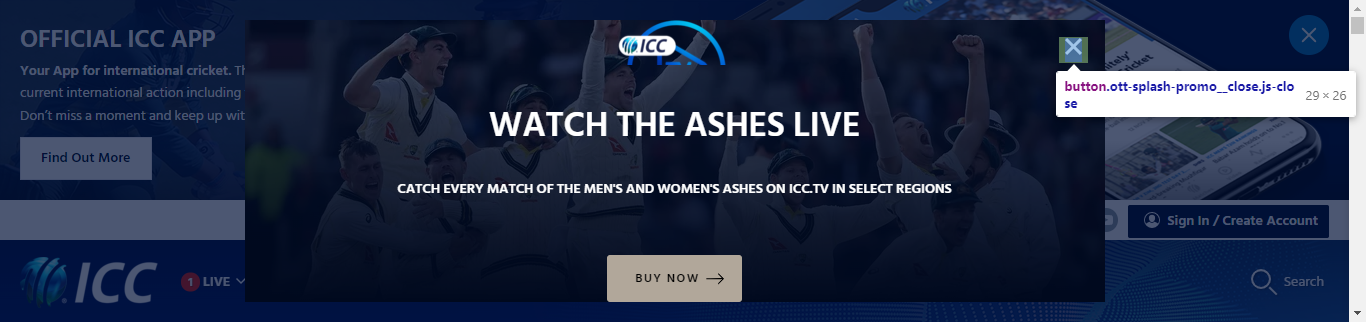 OFFICIAL ICC APP
Your App for international cricket. Th
current international action including
Don't miss a moment and keep up wit
Find Out More
ICC
WATCH THE ASHES LIVE
CATCH EVERY MATCH OF THE MEN'S AND WOMEN'S ASHES ON ICC.TV IN SELECT REGIONS
BUY NOW
button.ott-splash-promo__close.js-clo
se
29 × 26
Sign In / Create Account
ICC
1 LIVE
Search